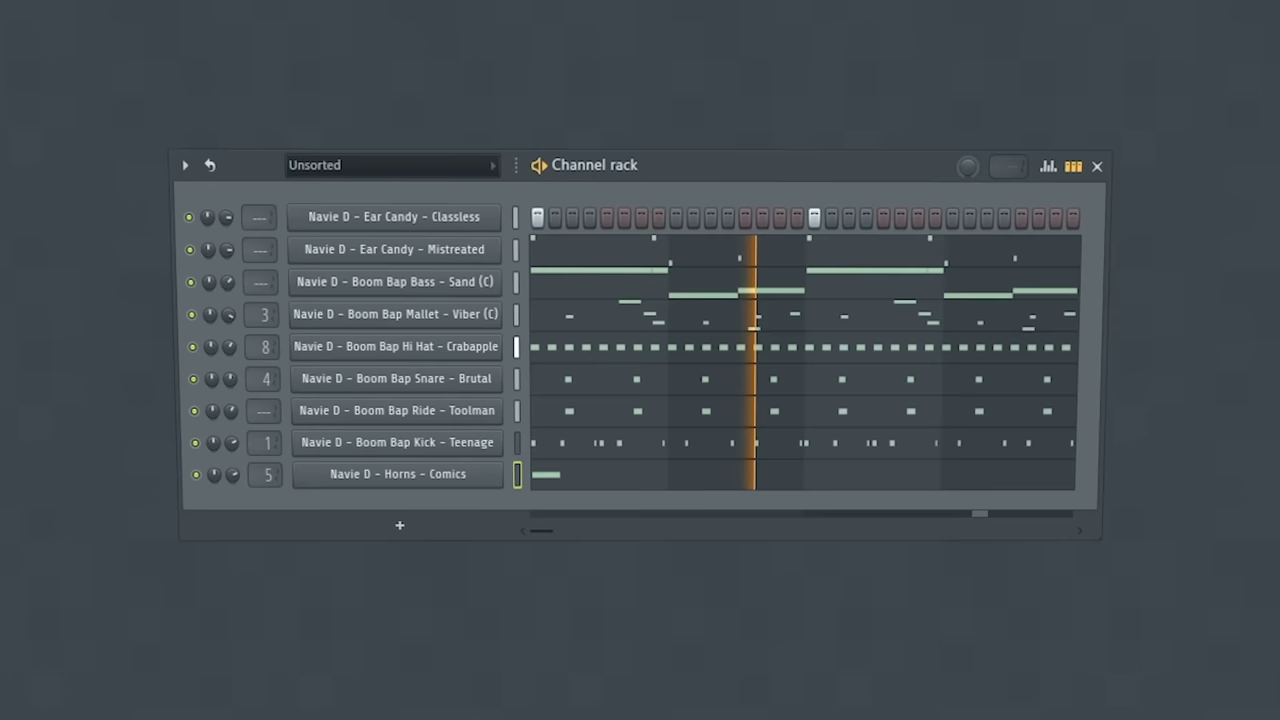 Unsorted
Channel rack
--- Navie D - Ear Candy - Classless
--- Navie D - Ear Candy - Mistreated
--- Navie D - Boom Bap Bass - Sand (C)
3 Navie D - Boom Bap Mallet - Viber (C)
8 Navie D - Boom Bap Hi Hat - Crabapple
4 Navie D - Boom Bap Snare - Brutal
--- Navie D - Boom Bap Ride - Toolman
1 Navie D - Boom Bap Kick - Teenage
5 Navie D - Horns - Comics
+